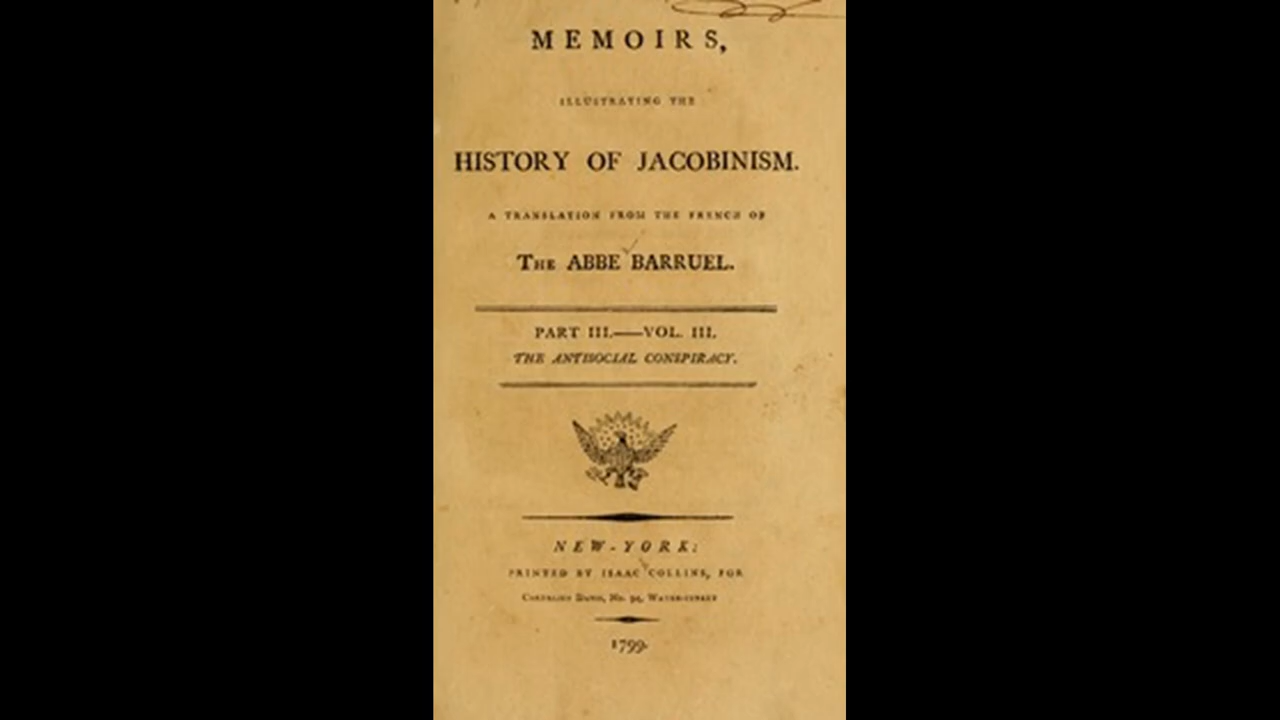 MEMOIRS,
ILLUSTRATING THE
HISTORY OF JACOBINISM.
A TRANSLATION FROM THE FRENCH OF
THE ABBE BARRUEL.
PART III.——VOL. III.
THE ANTISOCIAL CONSPIRACY.
NEW-YORK:
PRINTED BY ISAAC COLLINS, FOR
No. WATER-STREET
1799.